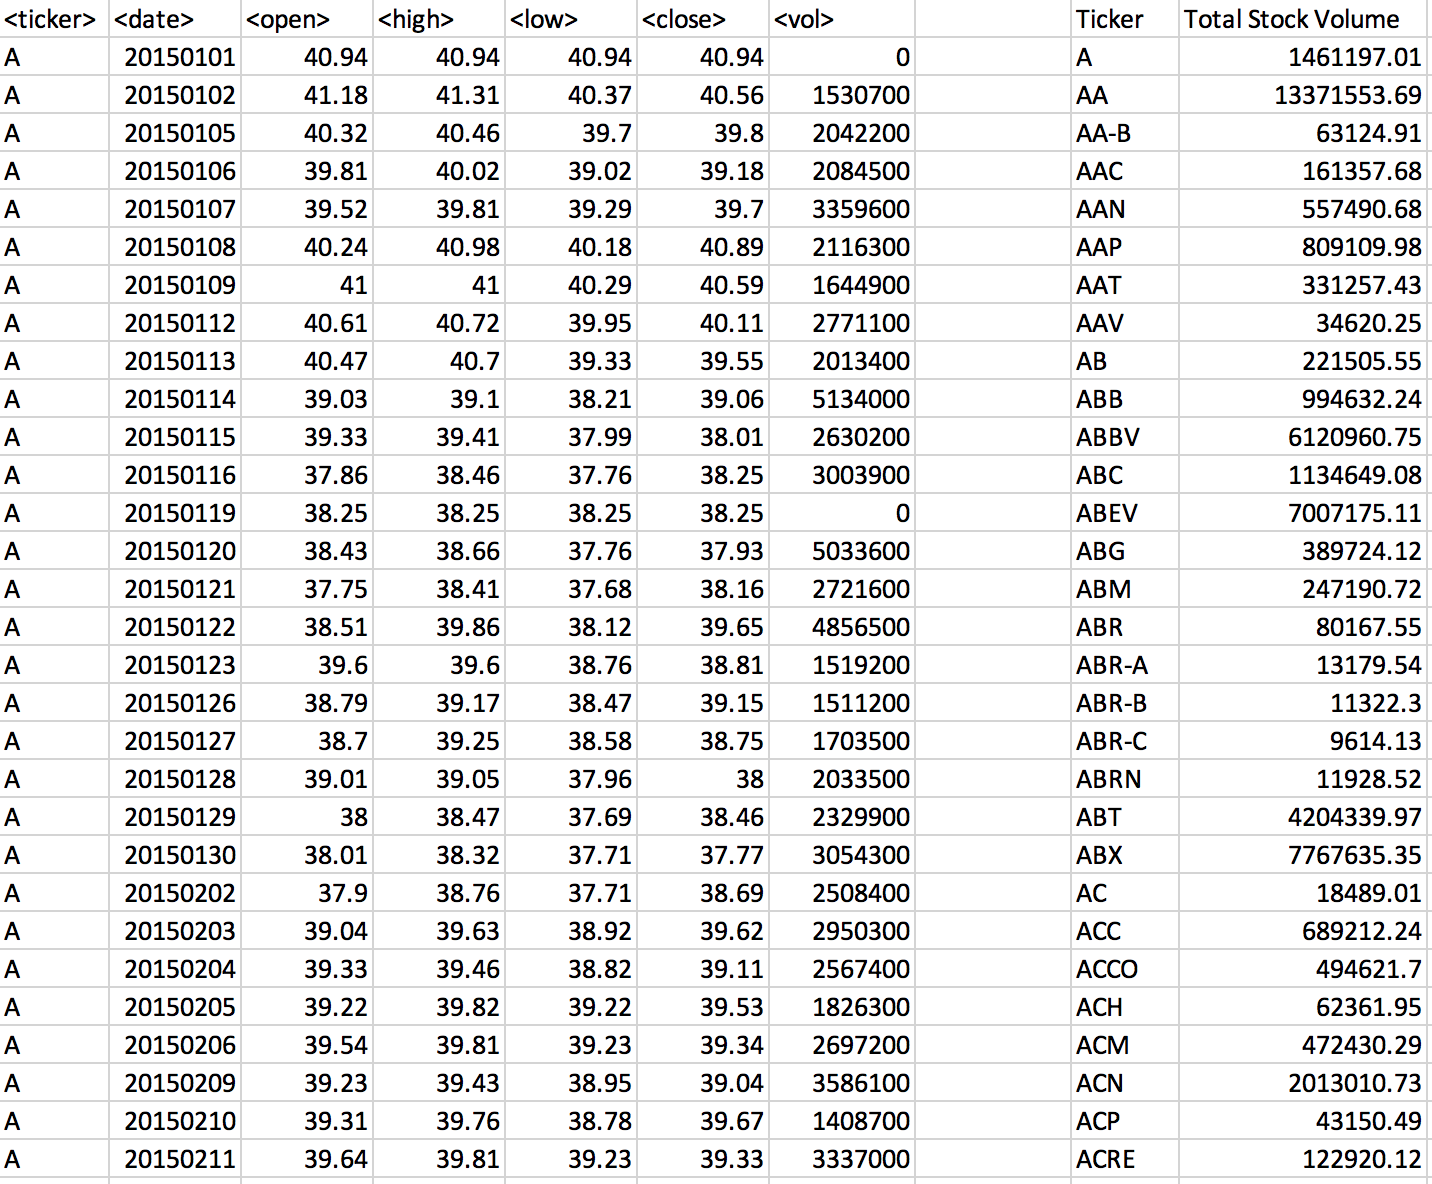 <ticker> <date> <open> <high> <low> <close> <vol> Ticker Total Stock Volume
A 20150101 40.94 40.94 40.94 40.94 0 A 1461197.01
A 20150102 41.18 41.31 40.37 40.56 1530700 AA 13371553.69
A 20150105 40.32 40.46 39.7 39.8 2042200 AA-B 63124.91
A 20150106 39.81 40.02 39.02 39.18 2084500 AAC 161357.68
A 20150107 39.52 39.81 39.29 39.7 3359600 AAN 557490.68
A 20150108 40.24 40.98 40.18 40.89 2116300 AAP 809109.98
A 20150109 41 41 40.29 40.59 1644900 AAT 331257.43
A 20150112 40.61 40.72 39.95 40.11 2771100 AAV 34620.25
A 20150113 40.47 40.7 39.33 39.55 2013400 AB 221505.55
A 20150114 39.03 39.1 38.21 39.06 5134000 ABB 994632.24
A 20150115 39.33 39.41 37.99 38.01 2630200 ABBV 6120960.75
A 20150116 37.86 38.46 37.76 38.25 3003900 ABC 1134649.08
A 20150119 38.25 38.25 38.25 38.25 0 ABEV 7007175.11
A 20150120 38.43 38.66 37.76 37.93 5033600 ABG 389724.12
A 20150121 37.75 38.41 37.68 38.16 2721600 ABM 247190.72
A 20150122 38.51 39.86 38.12 39.65 4856500 ABR 80167.55
A 20150123 39.6 39.6 38.76 38.81 1519200 ABR-A 13179.54
A 20150126 38.79 39.17 38.47 39.15 1511200 ABR-B 11322.3
A 20150127 38.7 39.25 38.58 38.75 1703500 ABR-C 9614.13
A 20150128 39.01 39.05 37.96 38 2033500 ABRN 11928.52
A 20150129 38 38.47 37.69 38.46 2329900 ABT 4204339.97
A 20150130 38.01 38.32 37.71 37.77 3054300 ABX 7767635.35
A 20150202 37.9 38.76 37.71 38.69 2508400 AC 18489.01
A 20150203 39.04 39.63 38.92 39.62 2950300 ACC 689212.24
A 20150204 39.33 39.46 38.82 39.11 2567400 ACCO 494621.7
A 20150205 39.22 39.82 39.22 39.53 1826300 ACH 62361.95
A 20150206 39.54 39.81 39.23 39.34 2697200 ACM 472430.29
A 20150209 39.23 39.43 38.95 39.04 3586100 ACN 2013010.73
A 20150210 39.31 39.76 38.78 39.67 1408700 ACP 43150.49
A 20150211 39.64 39.81 39.23 39.33 3337000 ACRE 122920.12